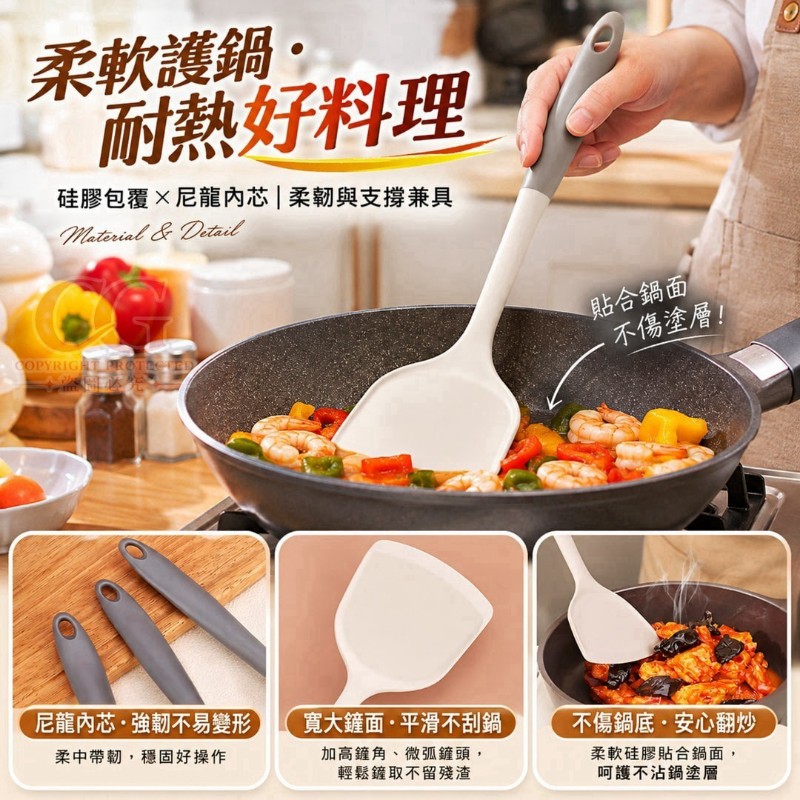 柔軟護鍋·
耐熱好料理
硅膠包覆×尼龍內芯|柔韌與支撐兼具
Material & Detail
貼合鍋面
不傷塗層!
COPYRIGHT PROTECTED
尼龍內芯·強韌不易變形
柔中帶韌，穩固好操作
寬大鏟面·平滑不刮鍋
加高鏟角、微弧鏟頭，
輕鬆鏟取不留殘渣
不傷鍋底·安心翻炒
柔軟硅膠貼合鍋面，
呵護不沾鍋塗層